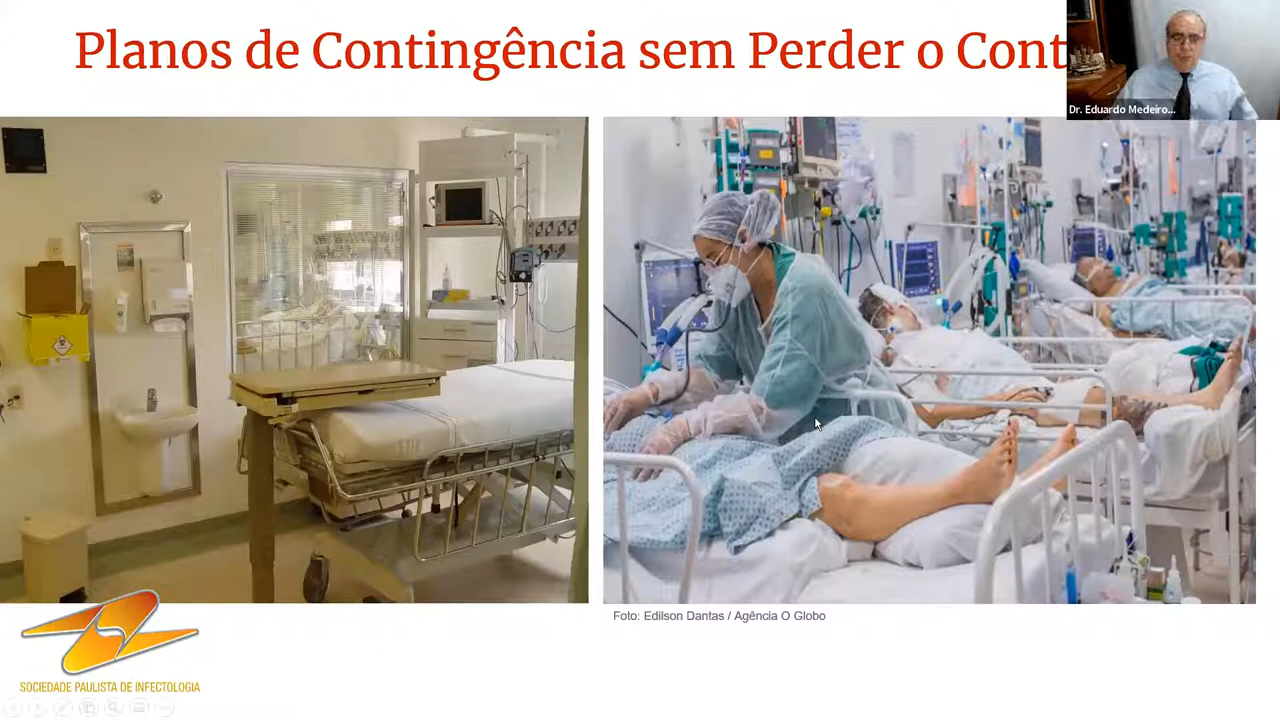 Planos de Contingência sem Perder o Cont
Dr. Eduardo Medeiro...
Foto: Edilson Dantas / Agência O Globo
SOCIEDADE PAULISTA DE INFECTOLOGIA